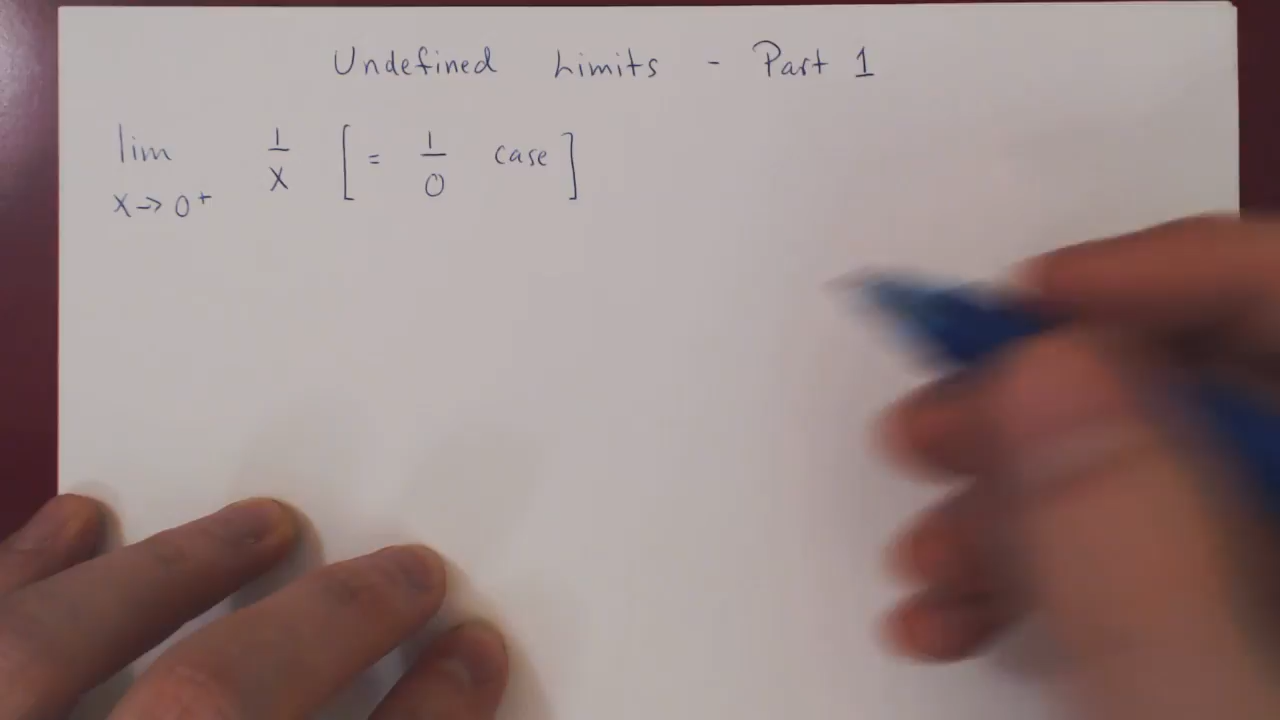 Undefined Limits - Part 1
lim 1/x [= 1/0 case]
x→0⁺